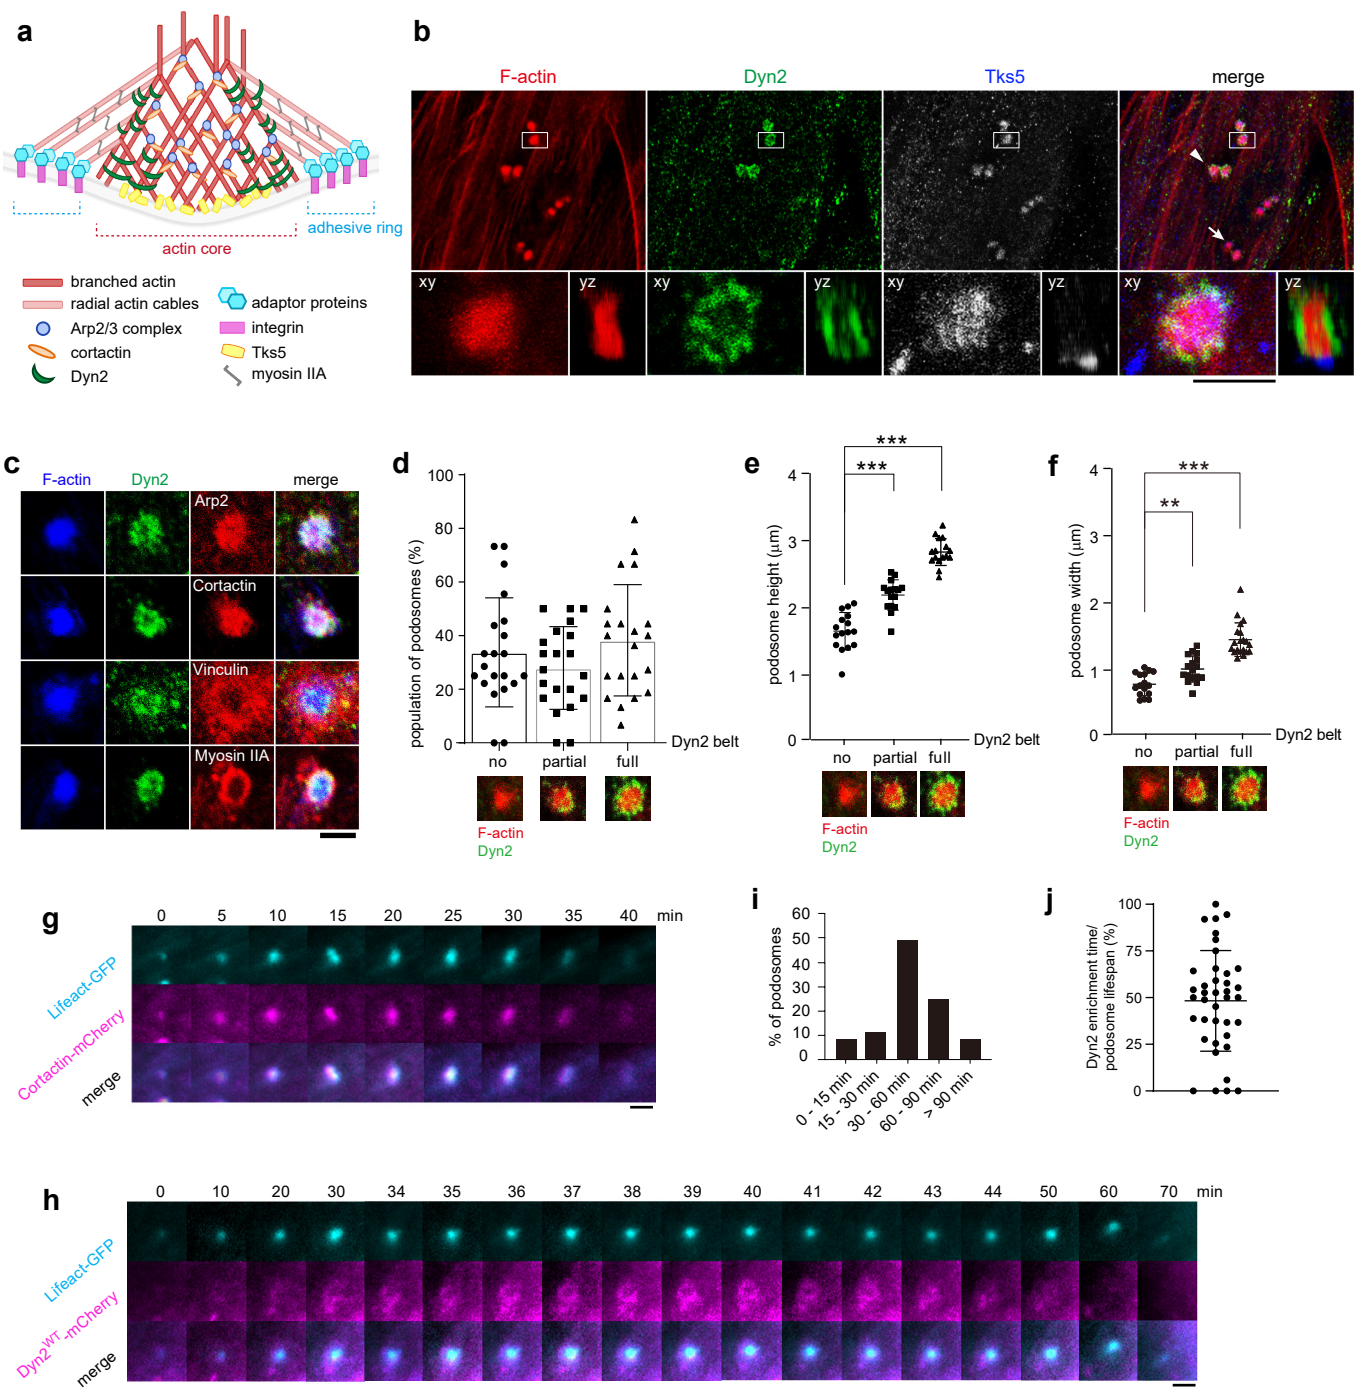 a
actin core
adhesive ring
branched actin
radial actin cables
Arp2/3 complex
cortactin
Dyn2
adaptor proteins
integrin
Tks5
myosin IIA
b
F-actin
Dyn2
Tks5
merge
xy
yz
xy
yz
xy
yz
xy
yz
c
F-actin
Dyn2
merge
Arp2
Cortactin
Vinculin
Myosin IIA
d
population of podosomes (%)
100
80
60
40
20
0
no
partial
full
Dyn2 belt
F-actin
Dyn2
e
podosome height (μm)
4
3
2
1
0
***
***
no
partial
full
Dyn2 belt
F-actin
Dyn2
f
podosome width (μm)
4
3
2
1
0
***
**
no
partial
full
Dyn2 belt
F-actin
Dyn2
g
0 5 10 15 20 25 30 35 40 min
Lifeact-GFP
Cortactin-mCherry
merge
h
0 10 20 30 34 35 36 37 38 39 40 41 42 43 44 50 60 70 min
Lifeact-GFP
Dyn2WT-mCherry
merge
i
% of podosomes
60
50
40
30
20
10
0
0 - 15 min
15 - 30 min
30 - 60 min
60 - 90 min
> 90 min
j
Dyn2 enrichment time/
podosome lifespan (%)
100
75
50
25
0